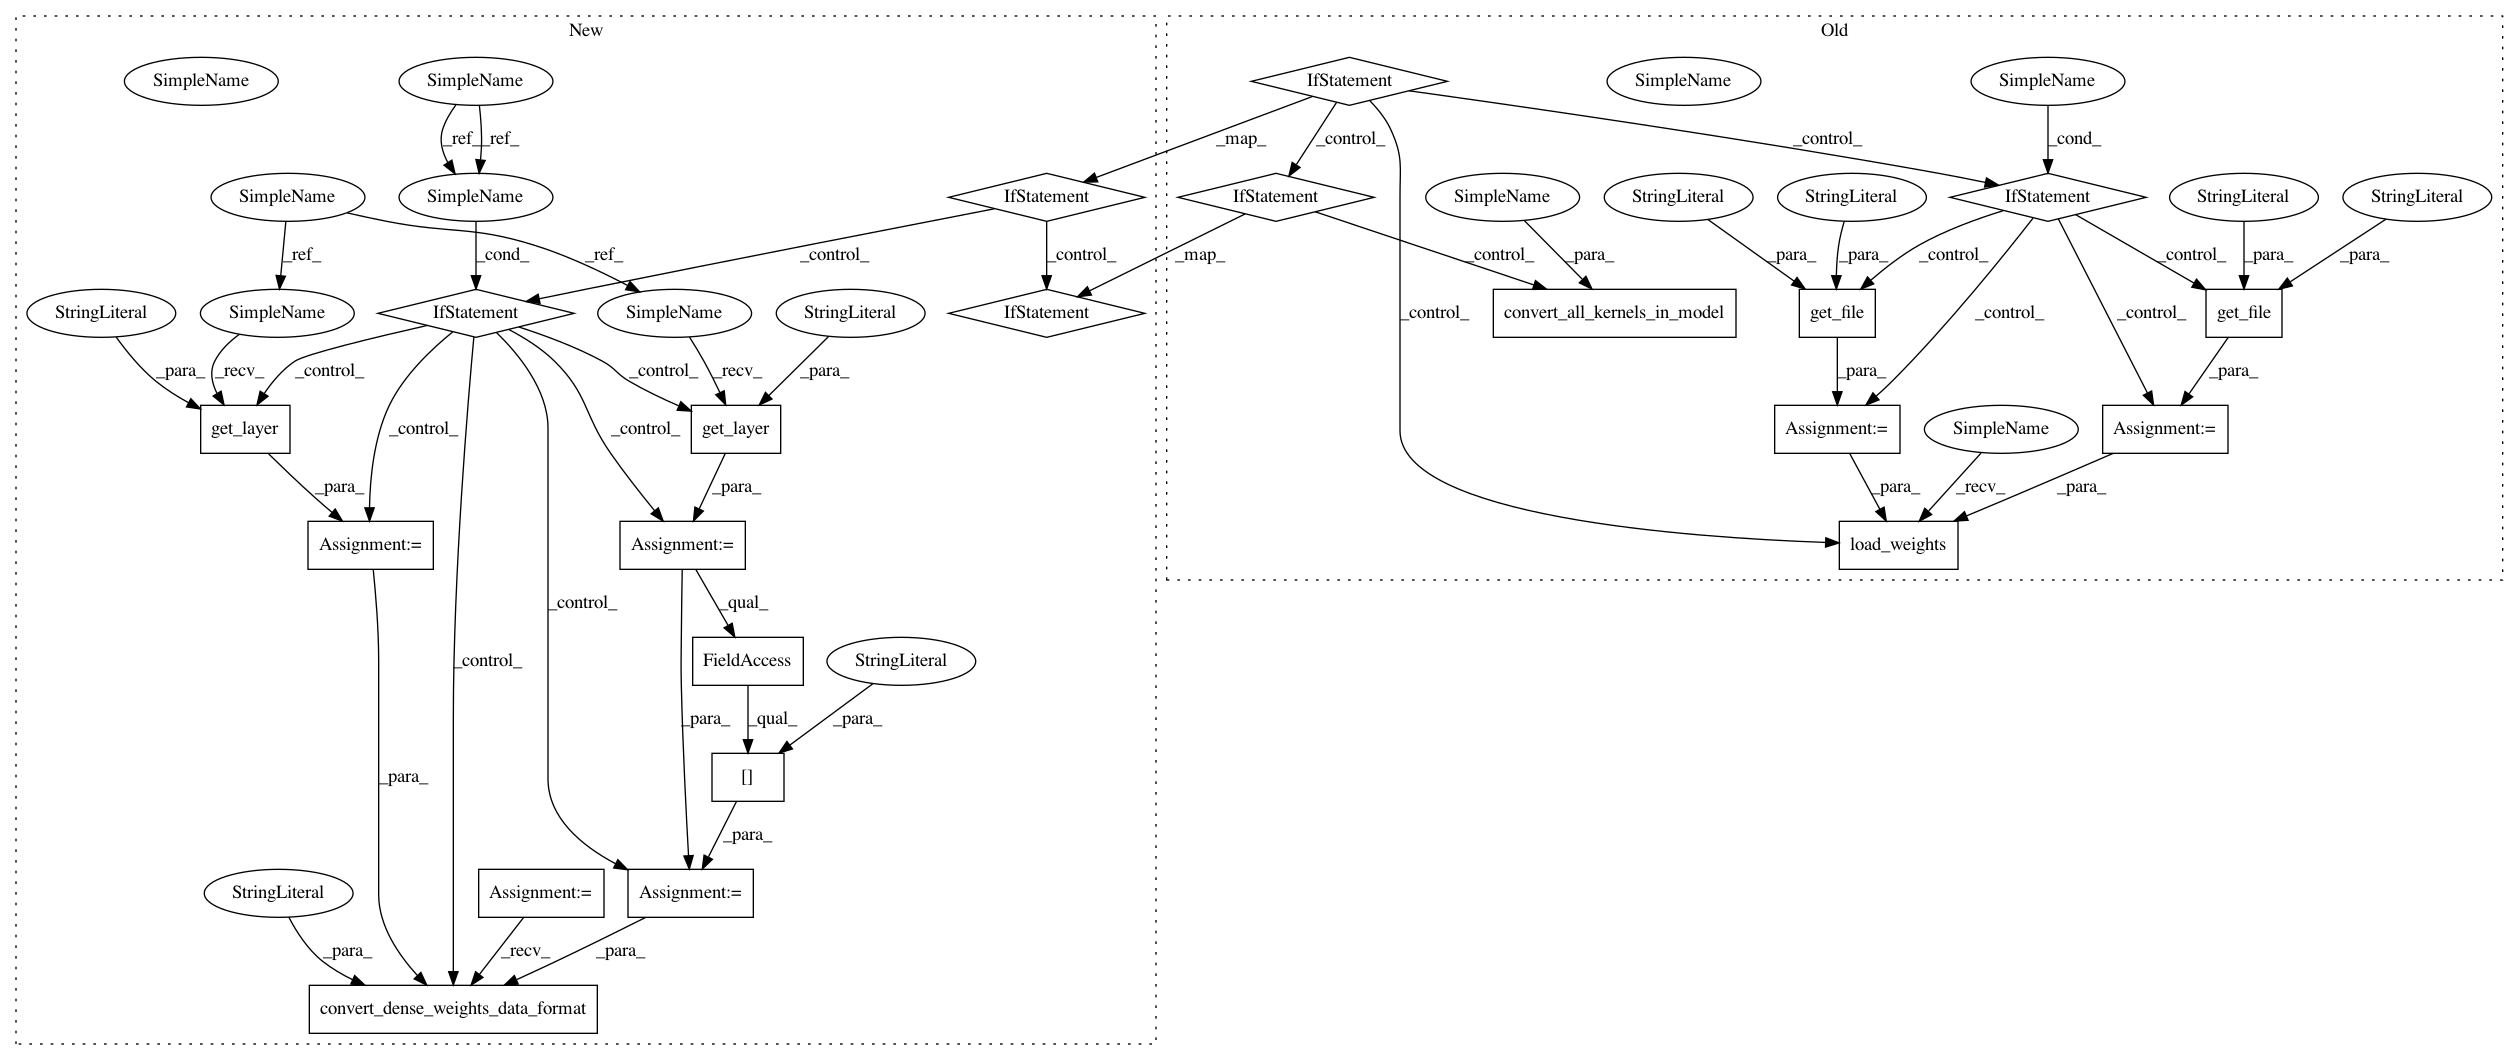 New
Old
SimpleName
SimpleName
IfStatement
SimpleName
SimpleName
_ref_
_ref_
_map_
_control_
_control_
_cond_
SimpleName
SimpleName
IfStatement
IfStatement
SimpleName
StringLiteral
StringLiteral
IfStatement
StringLiteral
StringLiteral
_ref_
_cond_
_ref_
_control_
_control_
_map_
_control_
_para_
_para_
_para_
_control_
_control_
_para_
_para_
StringLiteral
SimpleName
IfStatement
SimpleName
StringLiteral
IfStatement
_control_
convert_all_kernels_in_model
get_file
_control_
_control_
get_file
_para_
_recv_
_control_
_control_
_recv_
_para_
_para_
_para_
get_layer
_control_
_control_
get_layer
Assignment:=
SimpleName
Assignment:=
_para_
_para_
_para_
_recv_
_para_
Assignment:=
Assignment:=
load_weights
_control_
_qual_
_control_
FieldAccess
StringLiteral
_para_
_qual_
_para_
_para_
[]
_para_
StringLiteral
Assignment:=
Assignment:=
_para_
_recv_
_para_
convert_dense_weights_data_format